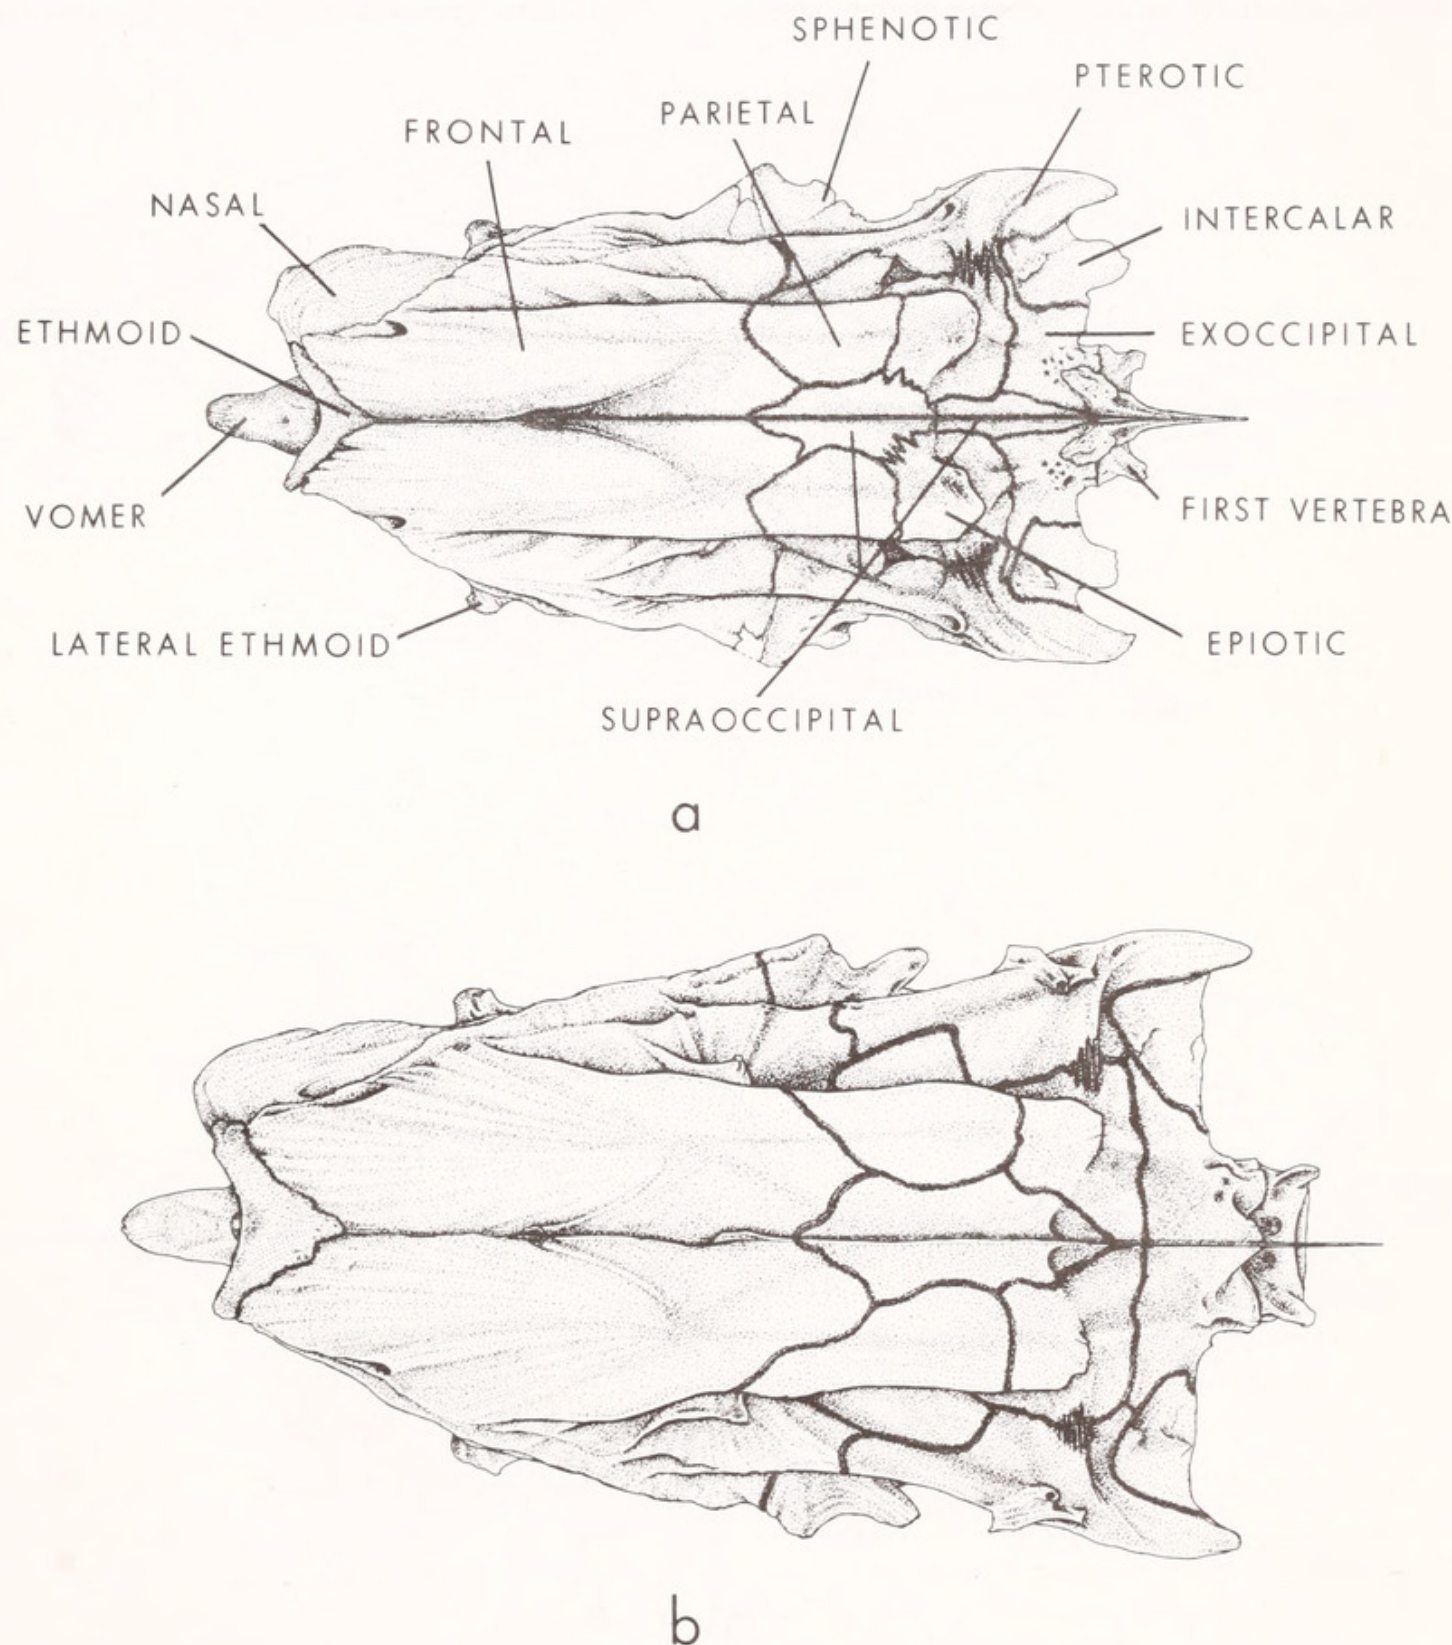 SPHENOTIC
PTEROTIC
PARIETAL
FRONTAL
NASAL
INTERCALAR
ETHMOID
EXOCCIPITAL
VOMER
FIRST VERTEBRA
LATERAL ETHMOID
EPIOTIC
SUPRAOCCIPITAL
a
b